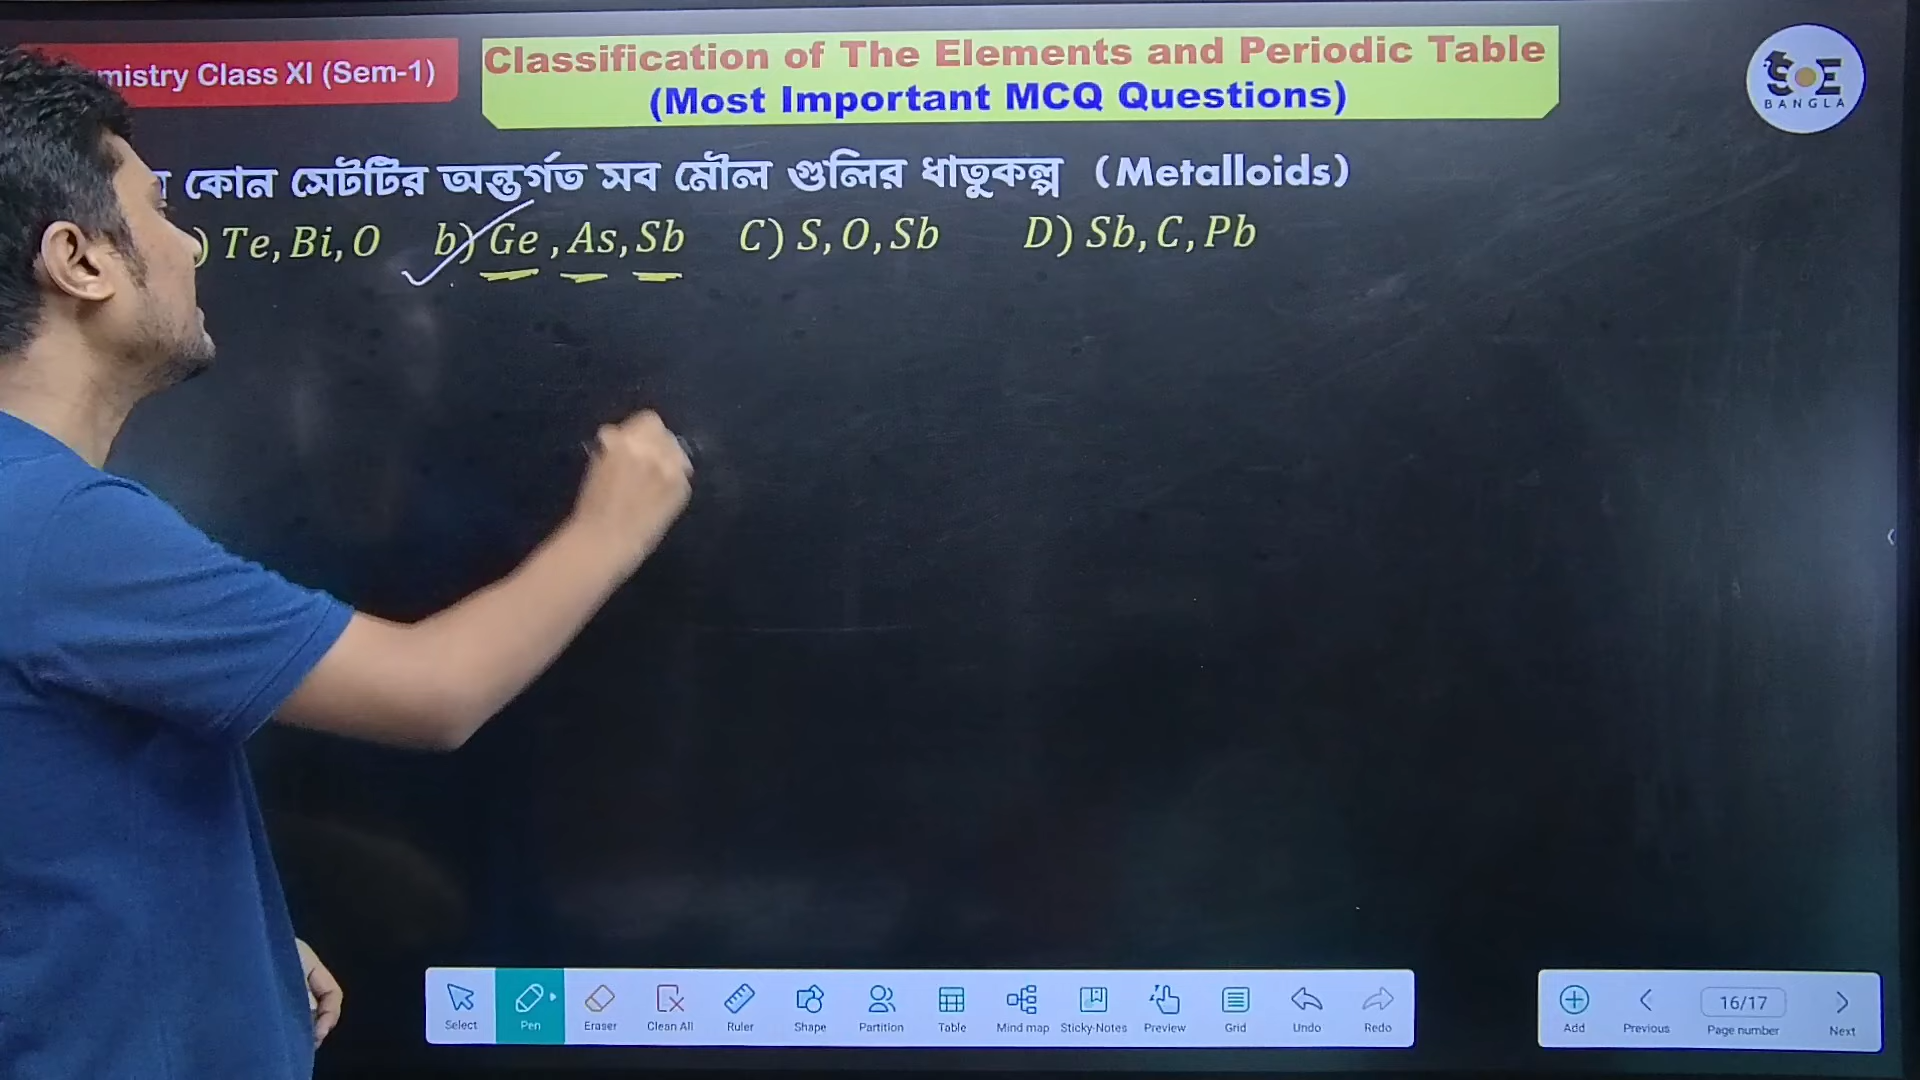 mistry Class XI (Sem-1)
Classification of The Elements and Periodic Table
(Most Important MCQ Questions)
SOE
BANGLA
কোন সেটটির অন্তর্গত সব মৌল গুলির ধাতুকল্প (Metalloids)
) Te, Bi, O b) Ge , As, Sb C) S, O, Sb D) Sb, C, Pb
Select Pen Eraser Clean All Ruler Shape Partition Table Mind map Sticky-Notes Preview Grid Undo Redo
Add Previous 16/17 Page number Next